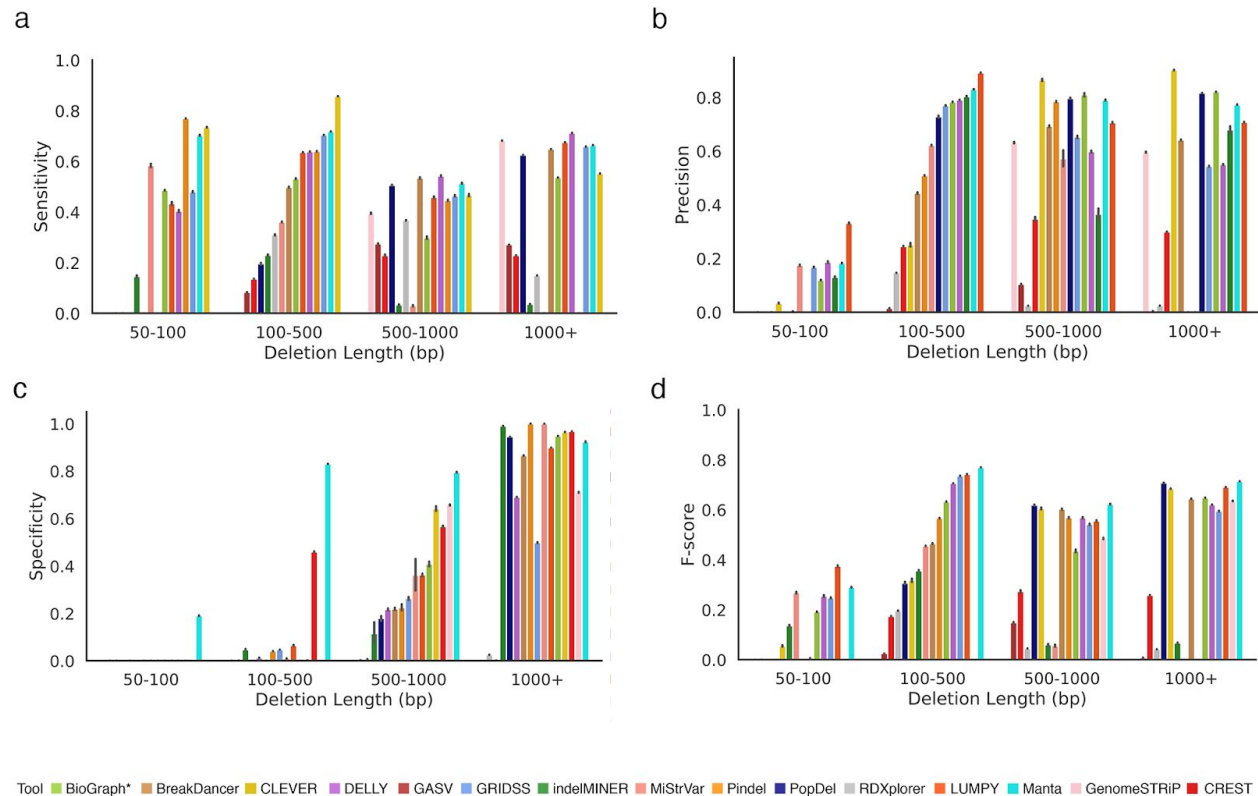 a
1.0
0.8
0.6
0.4
0.2
0.0
Sensitivity
50-100 100-500 500-1000 1000+
Deletion Length (bp)
b
0.8
0.6
0.4
0.2
0.0
Precision
50-100 100-500 500-1000 1000+
Deletion Length (bp)
c
1.0
0.8
0.6
0.4
0.2
0.0
Specificity
50-100 100-500 500-1000 1000+
Deletion Length (bp)
d
1.0
0.8
0.6
0.4
0.2
0.0
F-score
50-100 100-500 500-1000 1000+
Deletion Length (bp)
Tool BioGraph* BreakDancer CLEVER DELLY GASV GRIDSS indelMINER MiStrVar Pindel PopDel RDXplorer LUMPY Manta GenomeSTRiP CREST